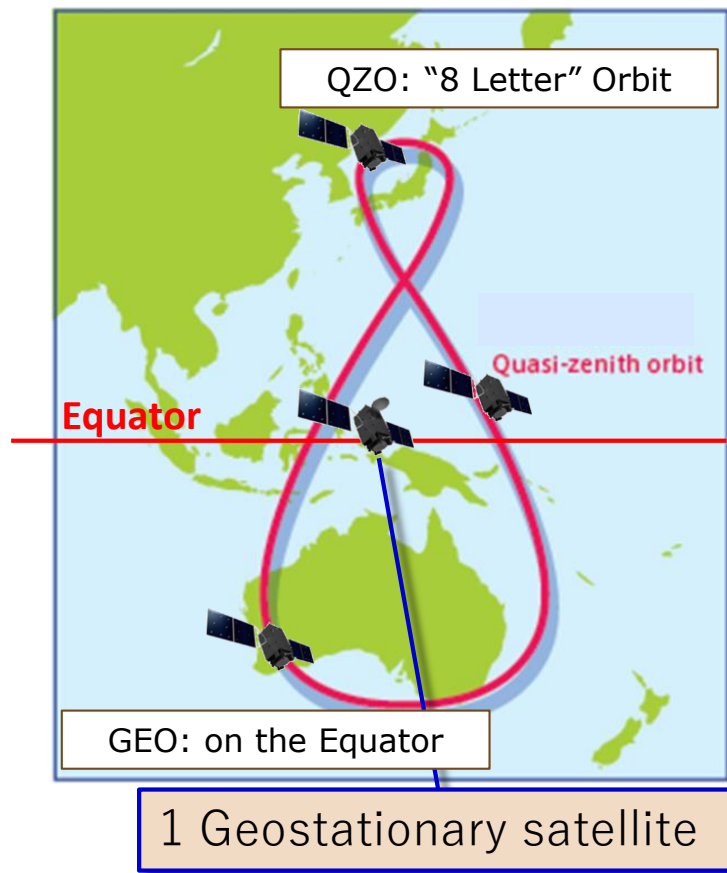 QZO: “8 Letter” Orbit
Quasi-zenith orbit
Equator
GEO: on the Equator
1 Geostationary satellite